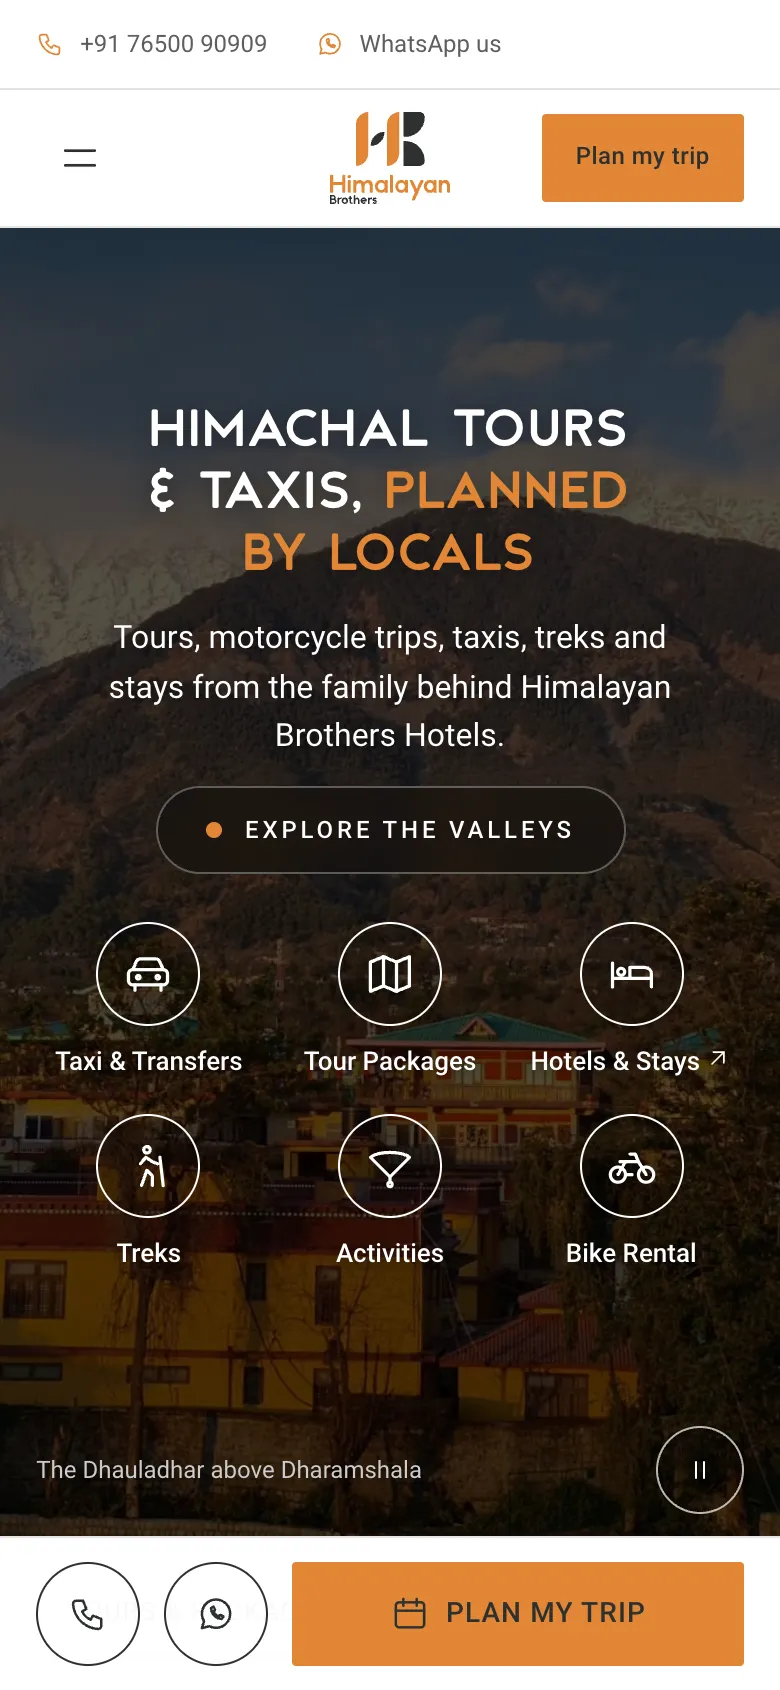 +91 76500 90909
WhatsApp us
Himalayan
Brothers
Plan my trip
HIMACHAL TOURS
& TAXIS, PLANNED
BY LOCALS
Tours, motorcycle trips, taxis, treks and
stays from the family behind Himalayan
Brothers Hotels.
EXPLORE THE VALLEYS
Taxi & Transfers
Tour Packages
Hotels & Stays
Treks
Activities
Bike Rental
The Dhauladhar above Dharamshala
PLAN MY TRIP